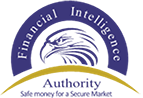 Financial Intelligence
Authority
Safe money for a Secure Market